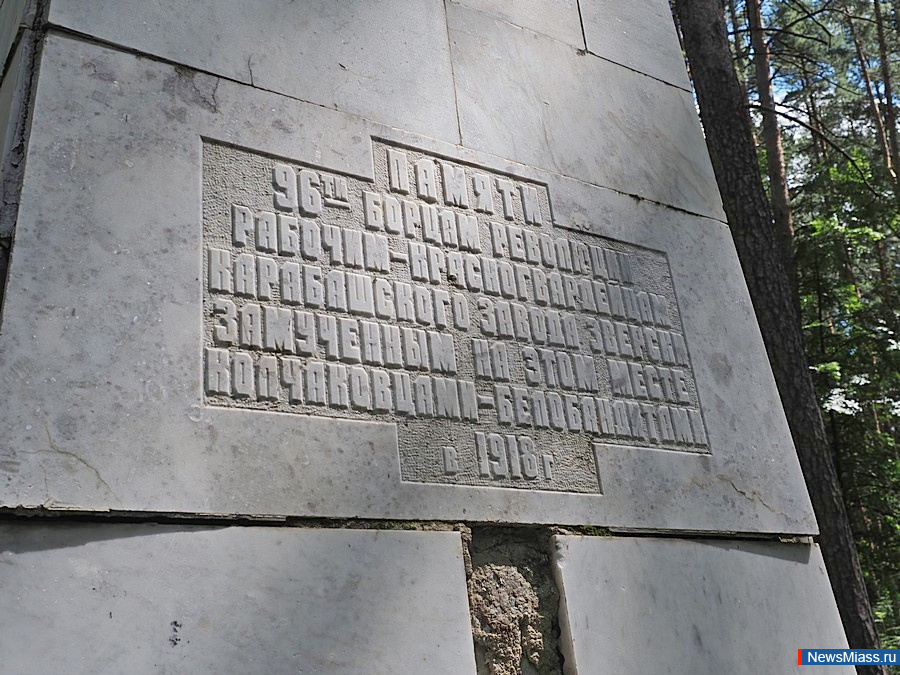 ПАМЯТИ
96ТИ БОРЦАМ РЕВОЛЮЦИИ
РАБОЧИМ-КРАСНОГВАРДЕЙЦАМ
КАРАБАШСКОГО ЗАВОДА ЗВЕРСКИ
ЗАМУЧЕННЫМ НА ЭТОМ МЕСТЕ
КОЛЧАКОВЦАМИ-БЕЛОБАНДИТАМИ
В 1918 Г
NewsMiass.ru